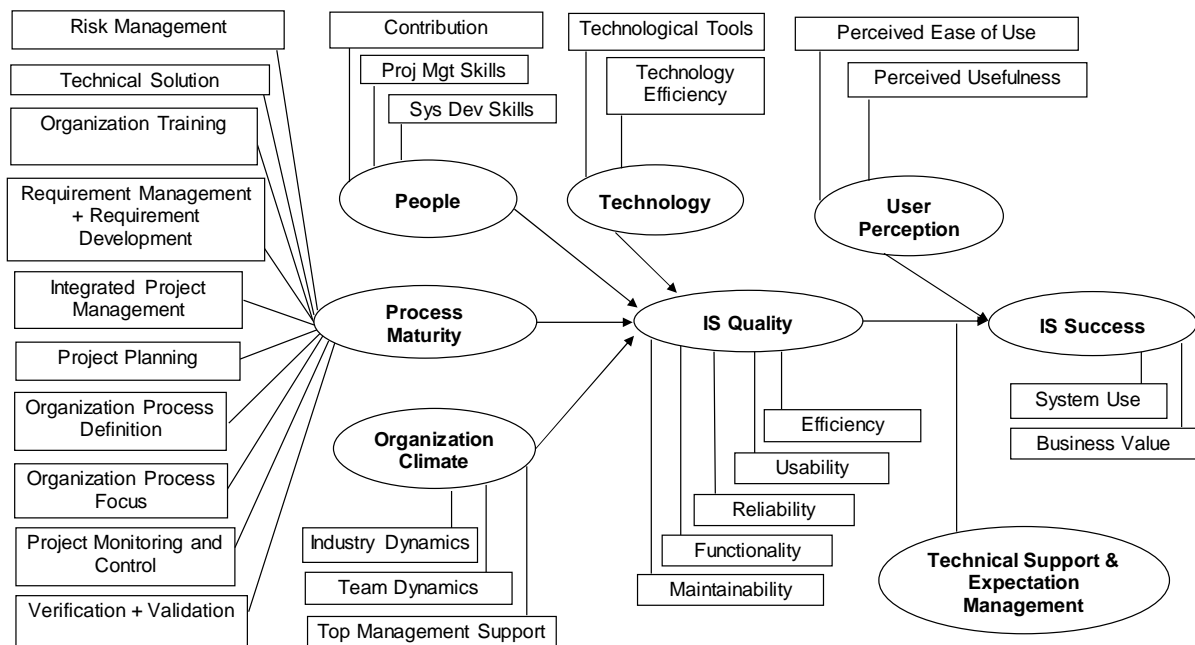 Risk Management
Technical Solution
Organization Training
Requirement Management
+ Requirement
Development
Integrated Project
Management
Project Planning
Organization Process
Definition
Organization Process
Focus
Project Monitoring and
Control
Verification + Validation
Contribution
Proj Mgt Skills
Sys Dev Skills
People
Technological Tools
Technology
Efficiency
Technology
Perceived Ease of Use
Perceived Usefulness
User
Perception
Process
Maturity
IS Quality
IS Success
Organization
Climate
Industry Dynamics
Team Dynamics
Top Management Support
Efficiency
Usability
Reliability
Functionality
Maintainability
System Use
Business Value
Technical Support &
Expectation
Management